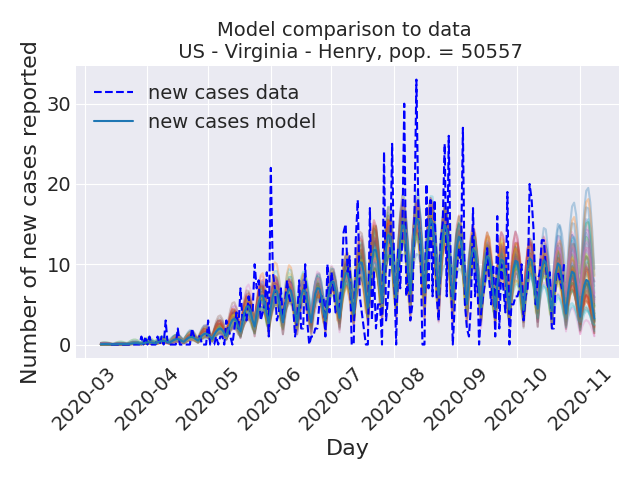 Model comparison to data
US - Virginia - Henry, pop. = 50557
Number of new cases reported
new cases data
new cases model
30
20
10
0
2020-03
2020-04
2020-05
2020-06
2020-07
2020-08
2020-09
2020-10
2020-11
Day